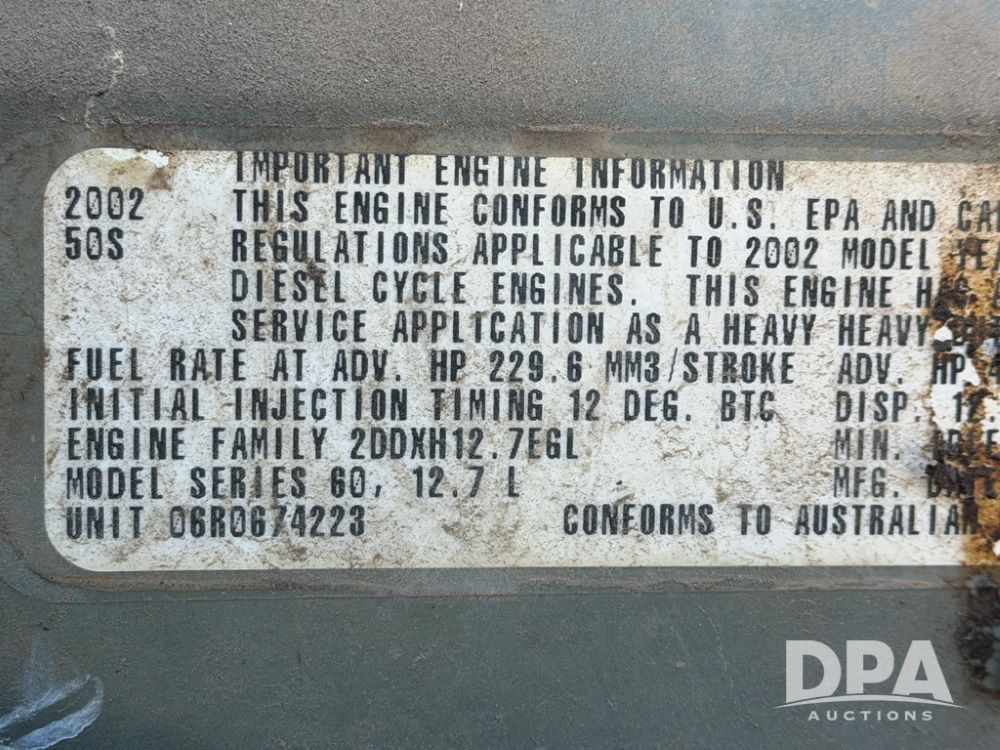 IMPORTANT ENGINE INFORMATION
2002 THIS ENGINE CONFORMS TO U.S. EPA AND
50S REGULATIONS APPLICABLE TO 2002 MODEL
DIESEL CYCLE ENGINES. THIS ENGINE HAS
SERVICE APPLICATION AS A HEAVY HEAVY
FUEL RATE AT ADV. HP 229.6 MM3/STROKE ADV. HP
INITIAL INJECTION TIMING 12 DEG. BTC DISP.
ENGINE FAMILY 2DDXH12.7EGL MIN.
MODEL SERIES 60, 12.7 L MFG.
UNIT 06R0674223 CONFORMS TO AUSTRALIAN
DPA
AUCTIONS